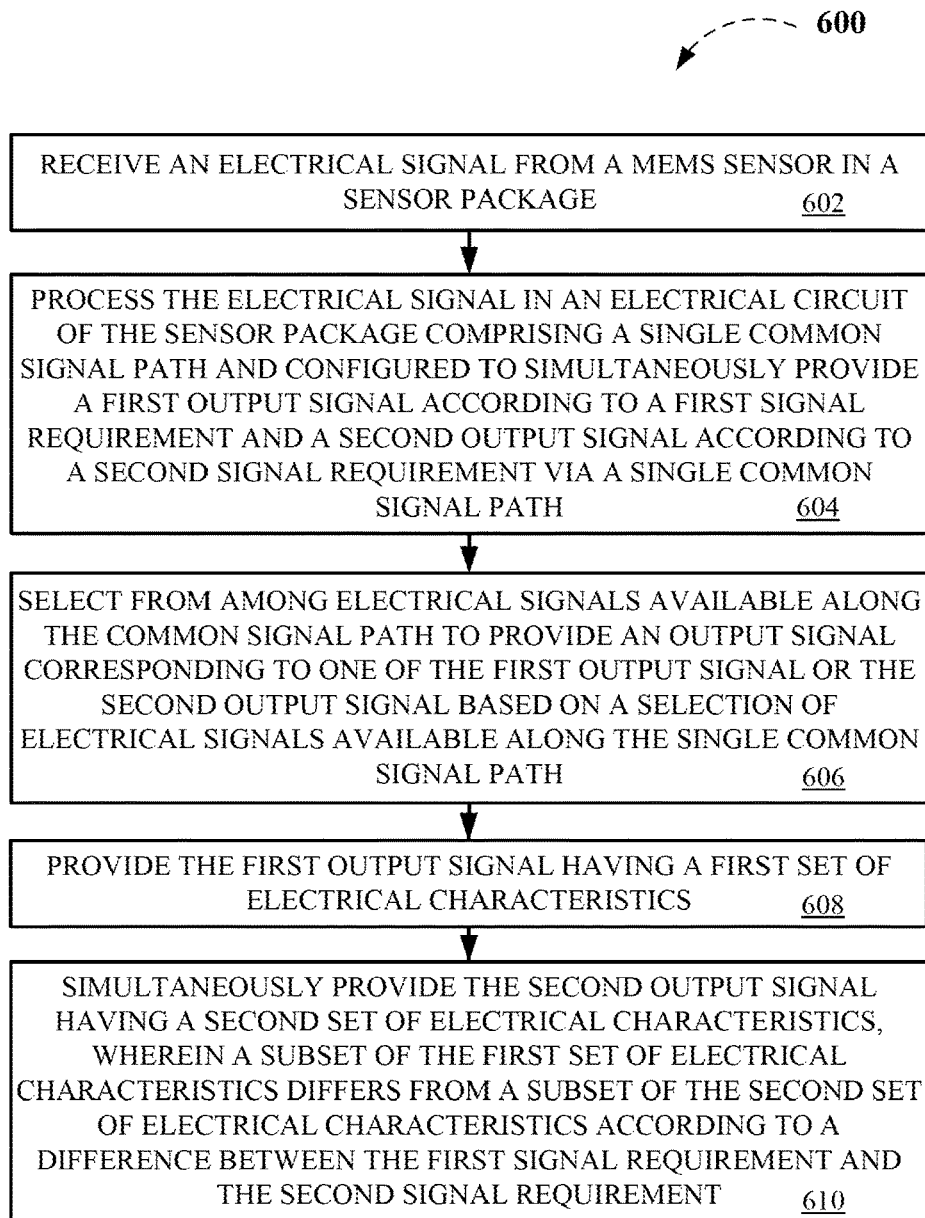 600
RECEIVE AN ELECTRICAL SIGNAL FROM A MEMS SENSOR IN A
SENSOR PACKAGE 602
PROCESS THE ELECTRICAL SIGNAL IN AN ELECTRICAL CIRCUIT
OF THE SENSOR PACKAGE COMPRISING A SINGLE COMMON
SIGNAL PATH AND CONFIGURED TO SIMULTANEOUSLY PROVIDE
A FIRST OUTPUT SIGNAL ACCORDING TO A FIRST SIGNAL
REQUIREMENT AND A SECOND OUTPUT SIGNAL ACCORDING TO
A SECOND SIGNAL REQUIREMENT VIA A SINGLE COMMON
SIGNAL PATH 604
SELECT FROM AMONG ELECTRICAL SIGNALS AVAILABLE ALONG
THE COMMON SIGNAL PATH TO PROVIDE AN OUTPUT SIGNAL
CORRESPONDING TO ONE OF THE FIRST OUTPUT SIGNAL OR THE
SECOND OUTPUT SIGNAL BASED ON A SELECTION OF
ELECTRICAL SIGNALS AVAILABLE ALONG THE SINGLE COMMON
SIGNAL PATH 606
PROVIDE THE FIRST OUTPUT SIGNAL HAVING A FIRST SET OF
ELECTRICAL CHARACTERISTICS 608
SIMULTANEOUSLY PROVIDE THE SECOND OUTPUT SIGNAL
HAVING A SECOND SET OF ELECTRICAL CHARACTERISTICS,
WHEREIN A SUBSET OF THE FIRST SET OF ELECTRICAL
CHARACTERISTICS DIFFERS FROM A SUBSET OF THE SECOND SET
OF ELECTRICAL CHARACTERISTICS ACCORDING TO A
DIFFERENCE BETWEEN THE FIRST SIGNAL REQUIREMENT AND
THE SECOND SIGNAL REQUIREMENT 610